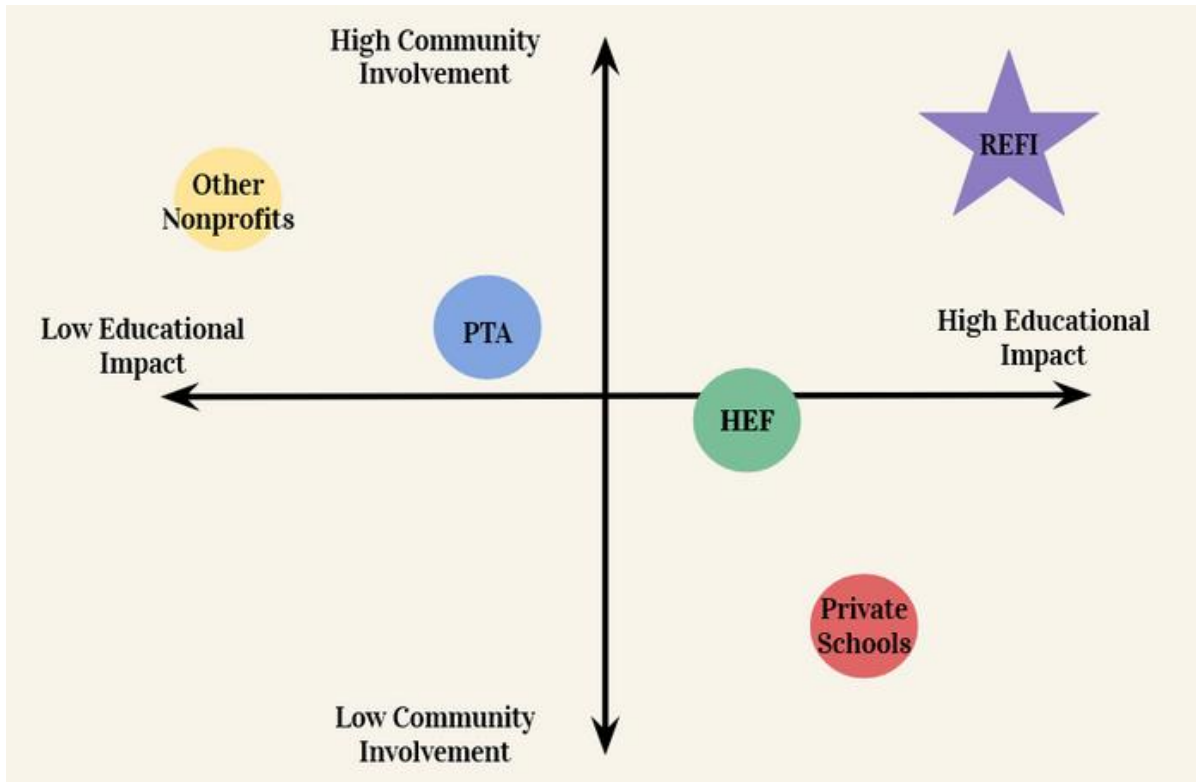 High Community
Involvement
REFI
Other
Nonprofits
PTA
Low Educational
Impact
High Educational
Impact
HEF
Private
Schools
Low Community
Involvement